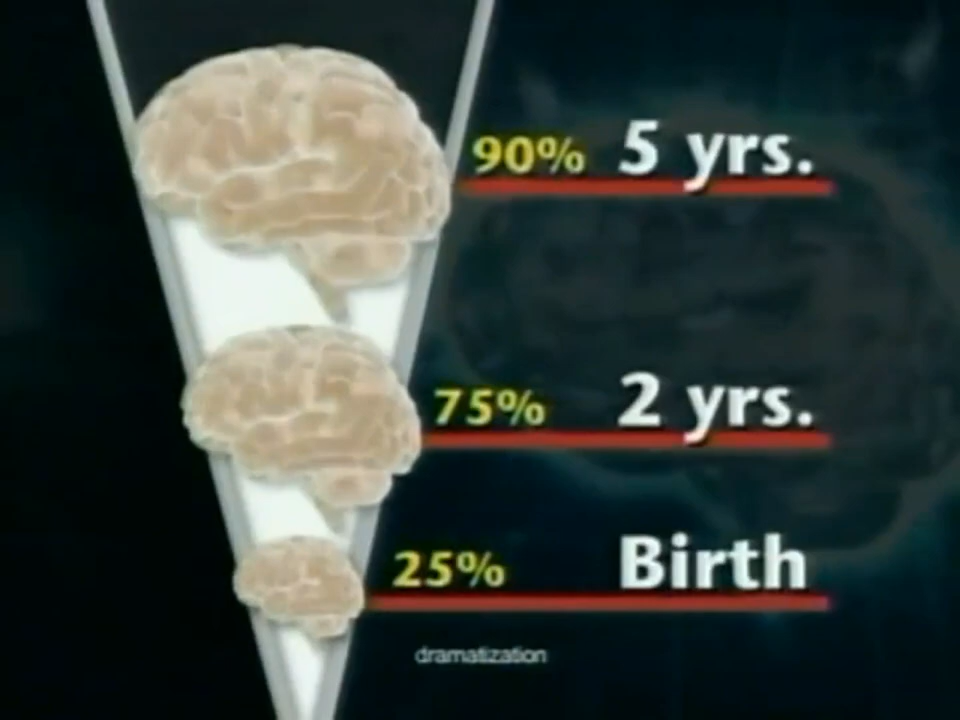 90% 5 yrs.
75% 2 yrs.
25% Birth
dramatization